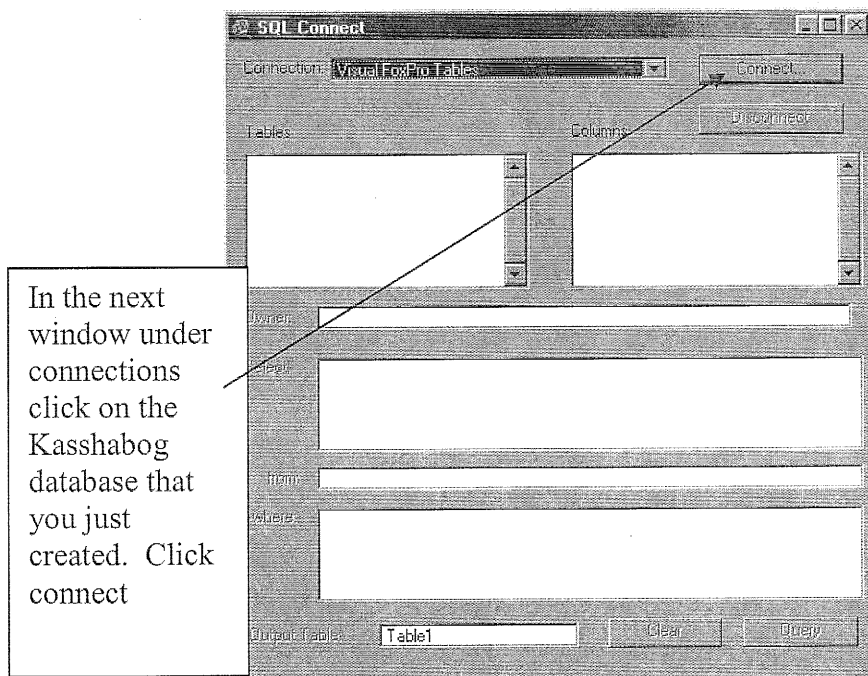 SQL Connect
Connection: Visual FoxPro Tables Connect...
Disconnect
Tables Columns
In the next
window under
connections
click on the
Kasshabog
database that
you just
created. Click
connect
Owner:
Select:
from:
where:
Output Table: Table1 Clear Query